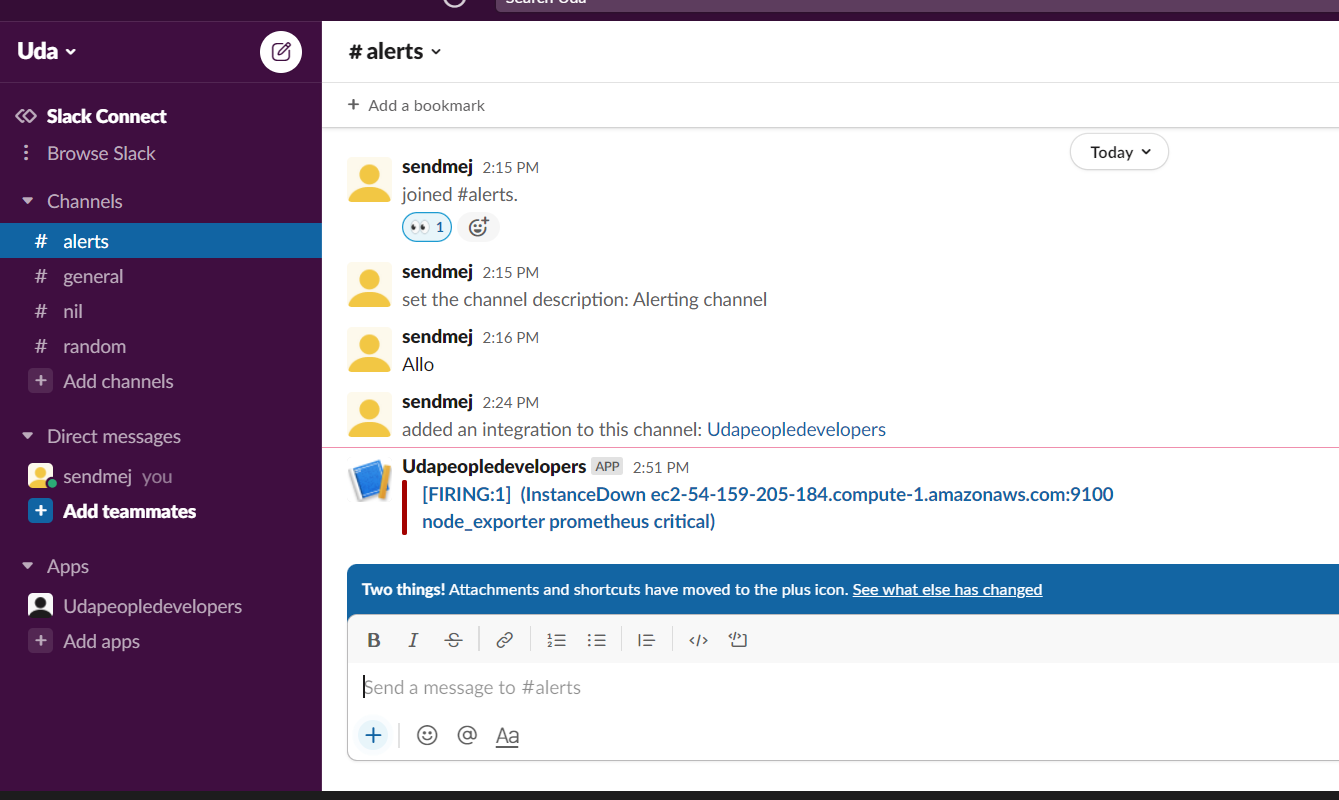 Search Uda
Uda
# alerts
+ Add a bookmark
Slack Connect
Browse Slack
Channels
# alerts
# general
# nil
# random
+ Add channels
Direct messages
sendmej you
+ Add teammates
Apps
Udapeopledevelopers
+ Add apps
Today
sendmej 2:15 PM
joined #alerts.
1
sendmej 2:15 PM
set the channel description: Alerting channel
sendmej 2:16 PM
Allo
sendmej 2:24 PM
added an integration to this channel: Udapeopledevelopers
Udapeopledevelopers APP 2:51 PM
[FIRING:1] (InstanceDown ec2-54-159-205-184.compute-1.amazonaws.com:9100
node_exporter prometheus critical)
Two things! Attachments and shortcuts have moved to the plus icon. See what else has changed
B I S
Send a message to #alerts
+ @ Aa